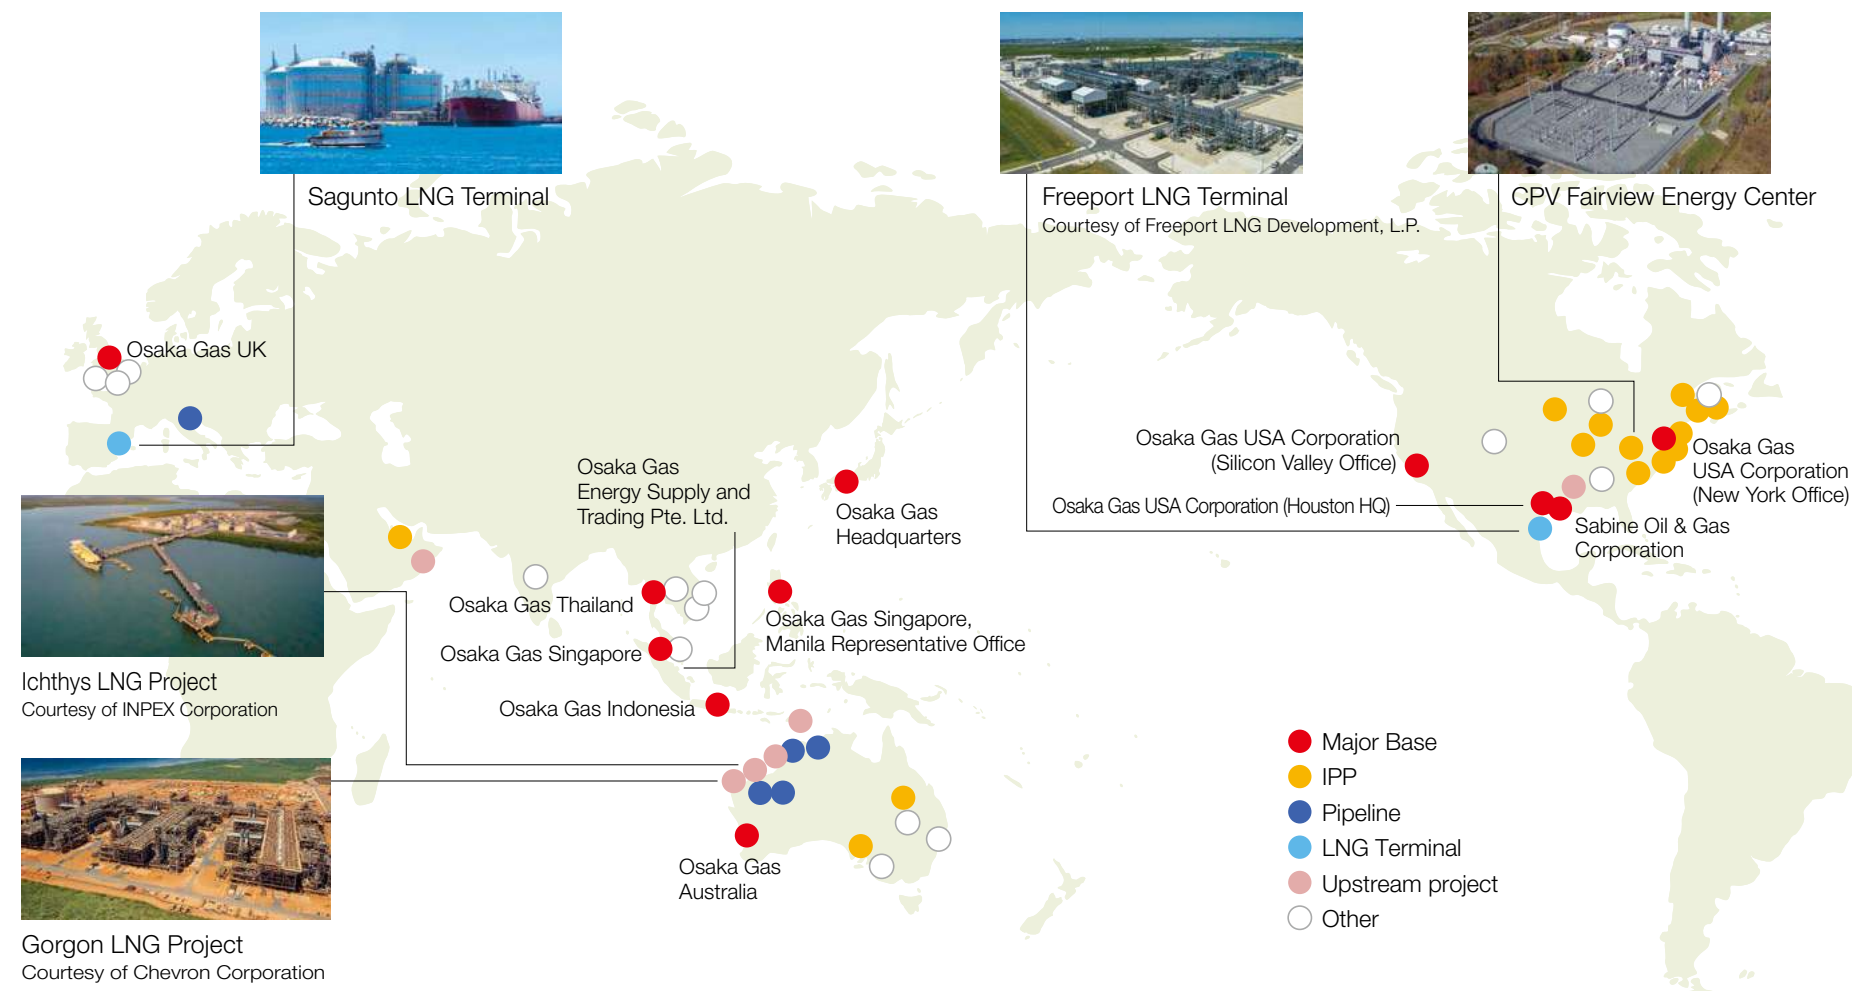 Sagunto LNG Terminal
Freeport LNG Terminal
Courtesy of Freeport LNG Development, L.P.
CPV Fairview Energy Center
Osaka Gas UK
Osaka Gas
Energy Supply and
Trading Pte. Ltd.
Osaka Gas
Headquarters
Osaka Gas USA Corporation
(Silicon Valley Office)
Osaka Gas USA Corporation (Houston HQ)
Osaka Gas
USA Corporation
(New York Office)
Sabine Oil & Gas
Corporation
Osaka Gas Thailand
Osaka Gas Singapore,
Manila Representative Office
Osaka Gas Singapore
Osaka Gas Indonesia
Ichthys LNG Project
Courtesy of INPEX Corporation
Osaka Gas
Australia
Gorgon LNG Project
Courtesy of Chevron Corporation
Major Base
IPP
Pipeline
LNG Terminal
Upstream project
Other